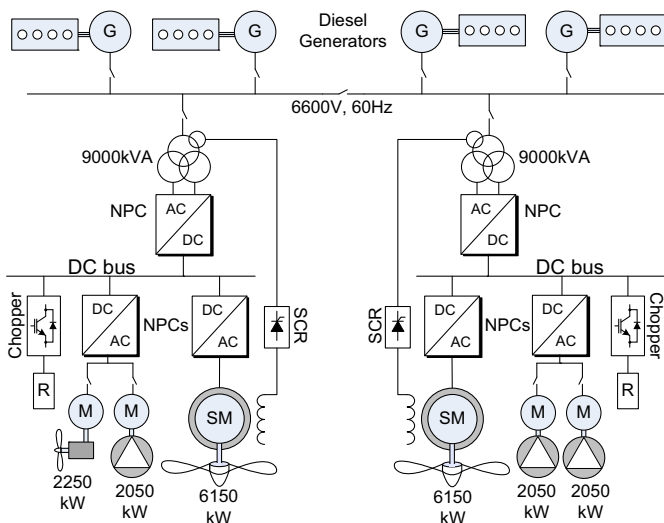 G
G
Diesel
Generators
G
G
6600V, 60Hz
9000kVA
9000kVA
NPC
AC
DC
AC
DC
NPC
DC bus
DC bus
Chopper
DC
AC
NPCs
DC
AC
SCR
SCR
DC
AC
NPCs
DC
AC
Chopper
R
R
M
M
SM
SM
M
M
2250
kW
2050
kW
6150
kW
6150
kW
2050
kW
2050
kW